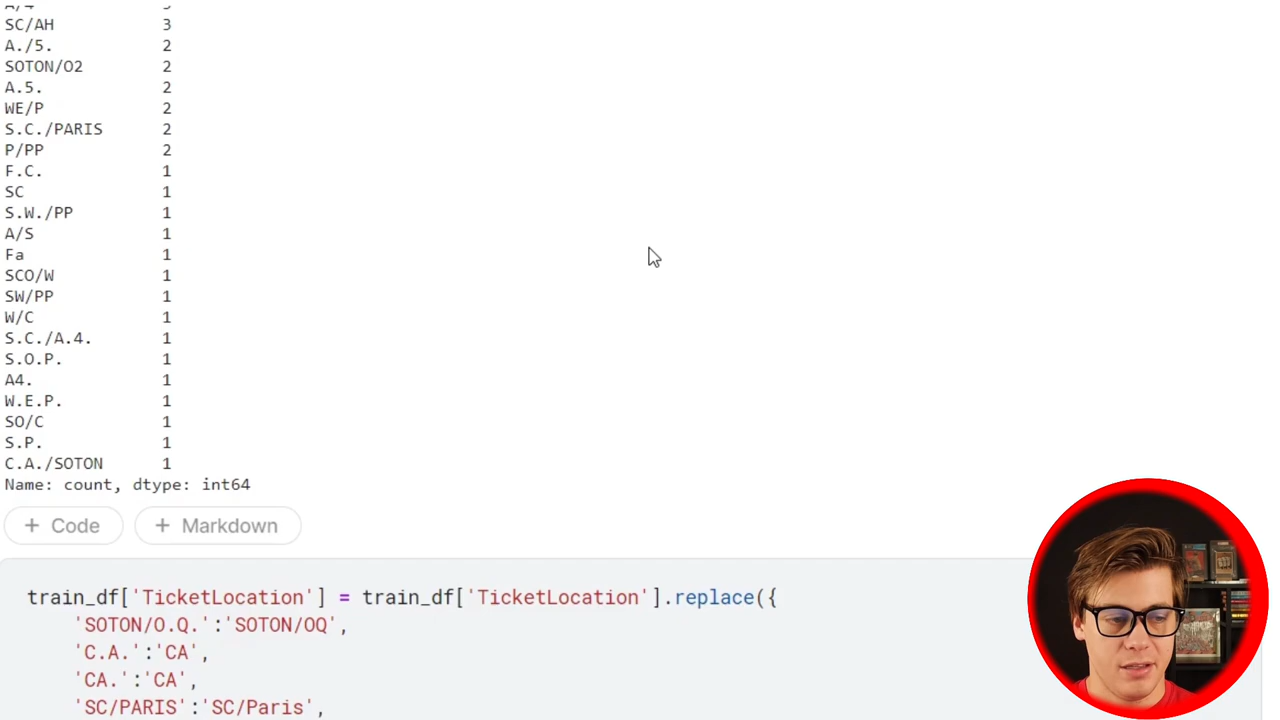 SC/AH 3
A./5. 2
SOTON/O2 2
A.5. 2
WE/P 2
S.C./PARIS 2
P/PP 2
F.C. 1
SC 1
S.W./PP 1
A/S 1
Fa 1
SCO/W 1
SW/PP 1
W/C 1
S.C./A.4. 1
S.O.P. 1
A4. 1
W.E.P. 1
SO/C 1
S.P. 1
C.A./SOTON 1
Name: count, dtype: int64
+ Code + Markdown
train_df['TicketLocation'] = train_df['TicketLocation'].replace({
'SOTON/O.Q.':'SOTON/OQ',
'C.A.':'CA',
'CA.':'CA',
'SC/PARIS':'SC/Paris',